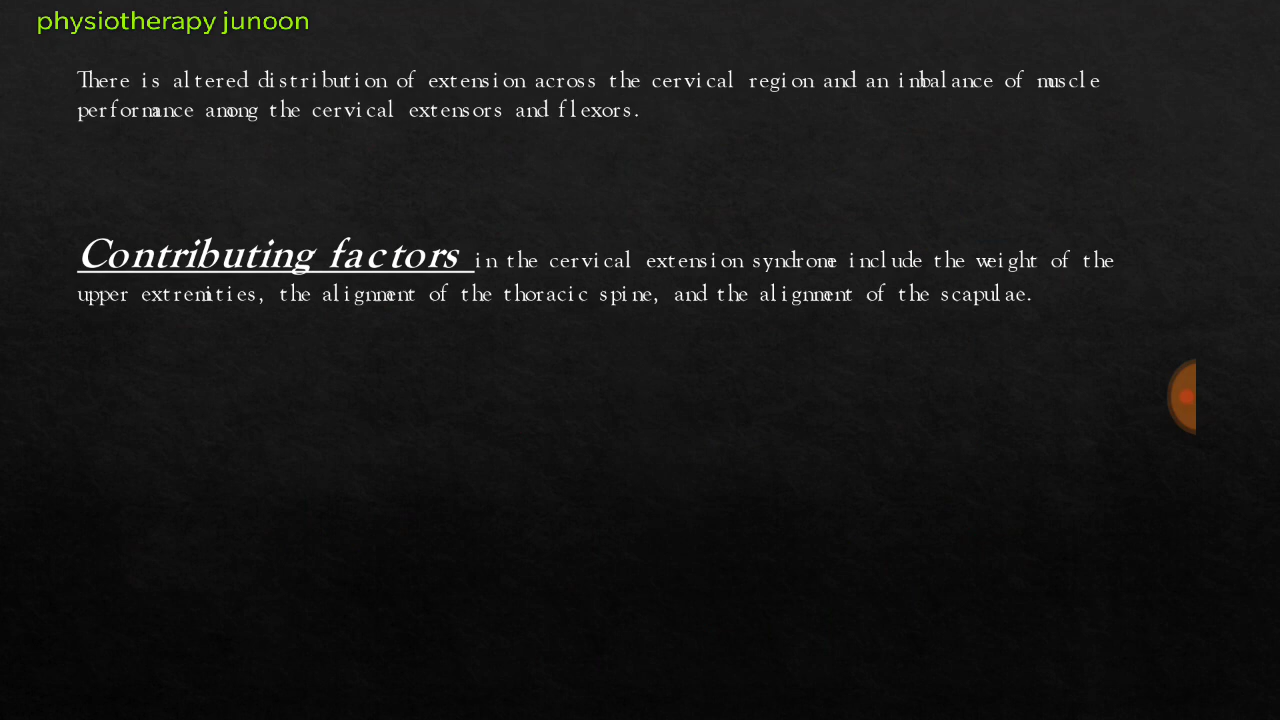 physiotherapy junoon
There is altered distribution of extension across the cervical region and an imbalance of muscle
performance among the cervical extensors and flexors.
Contributing factors in the cervical extension syndrome include the weight of the
upper extremities, the alignment of the thoracic spine, and the alignment of the scapulae.